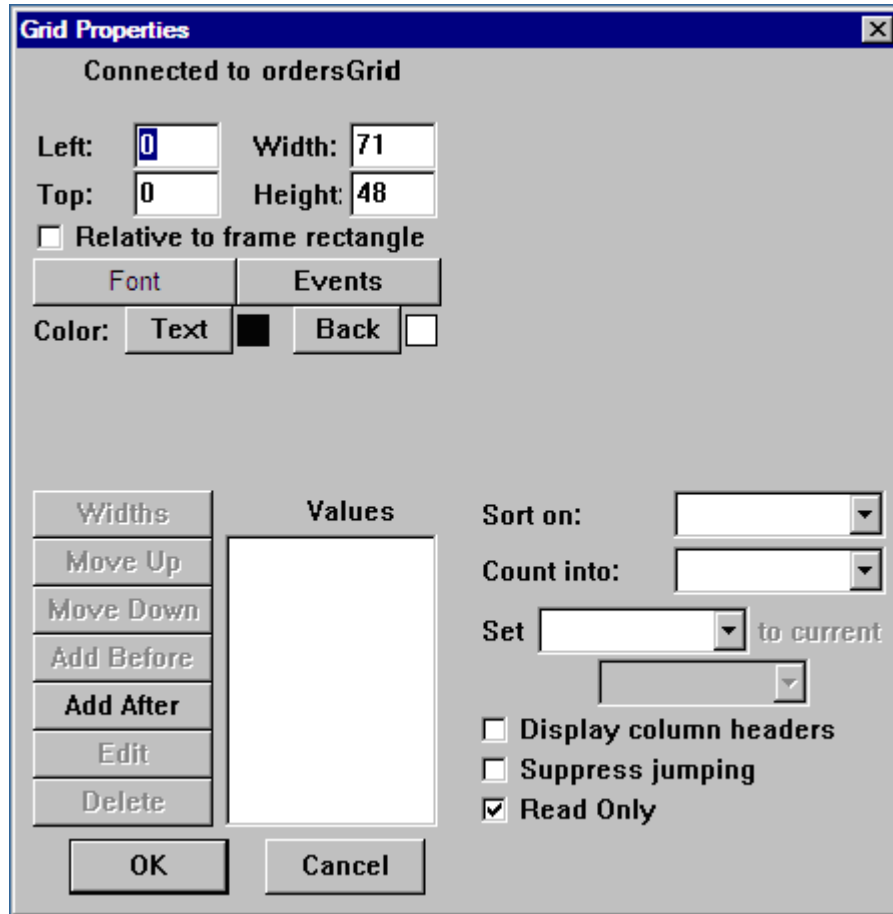 Grid Properties
Connected to ordersGrid
Left: 0 Width: 71
Top: 0 Height: 48
Relative to frame rectangle
Font Events
Color: Text Back
Widths Values Sort on:
Move Up Count into:
Move Down Set to current
Add Before
Add After Display column headers
Edit Suppress jumping
Delete Read Only
OK Cancel